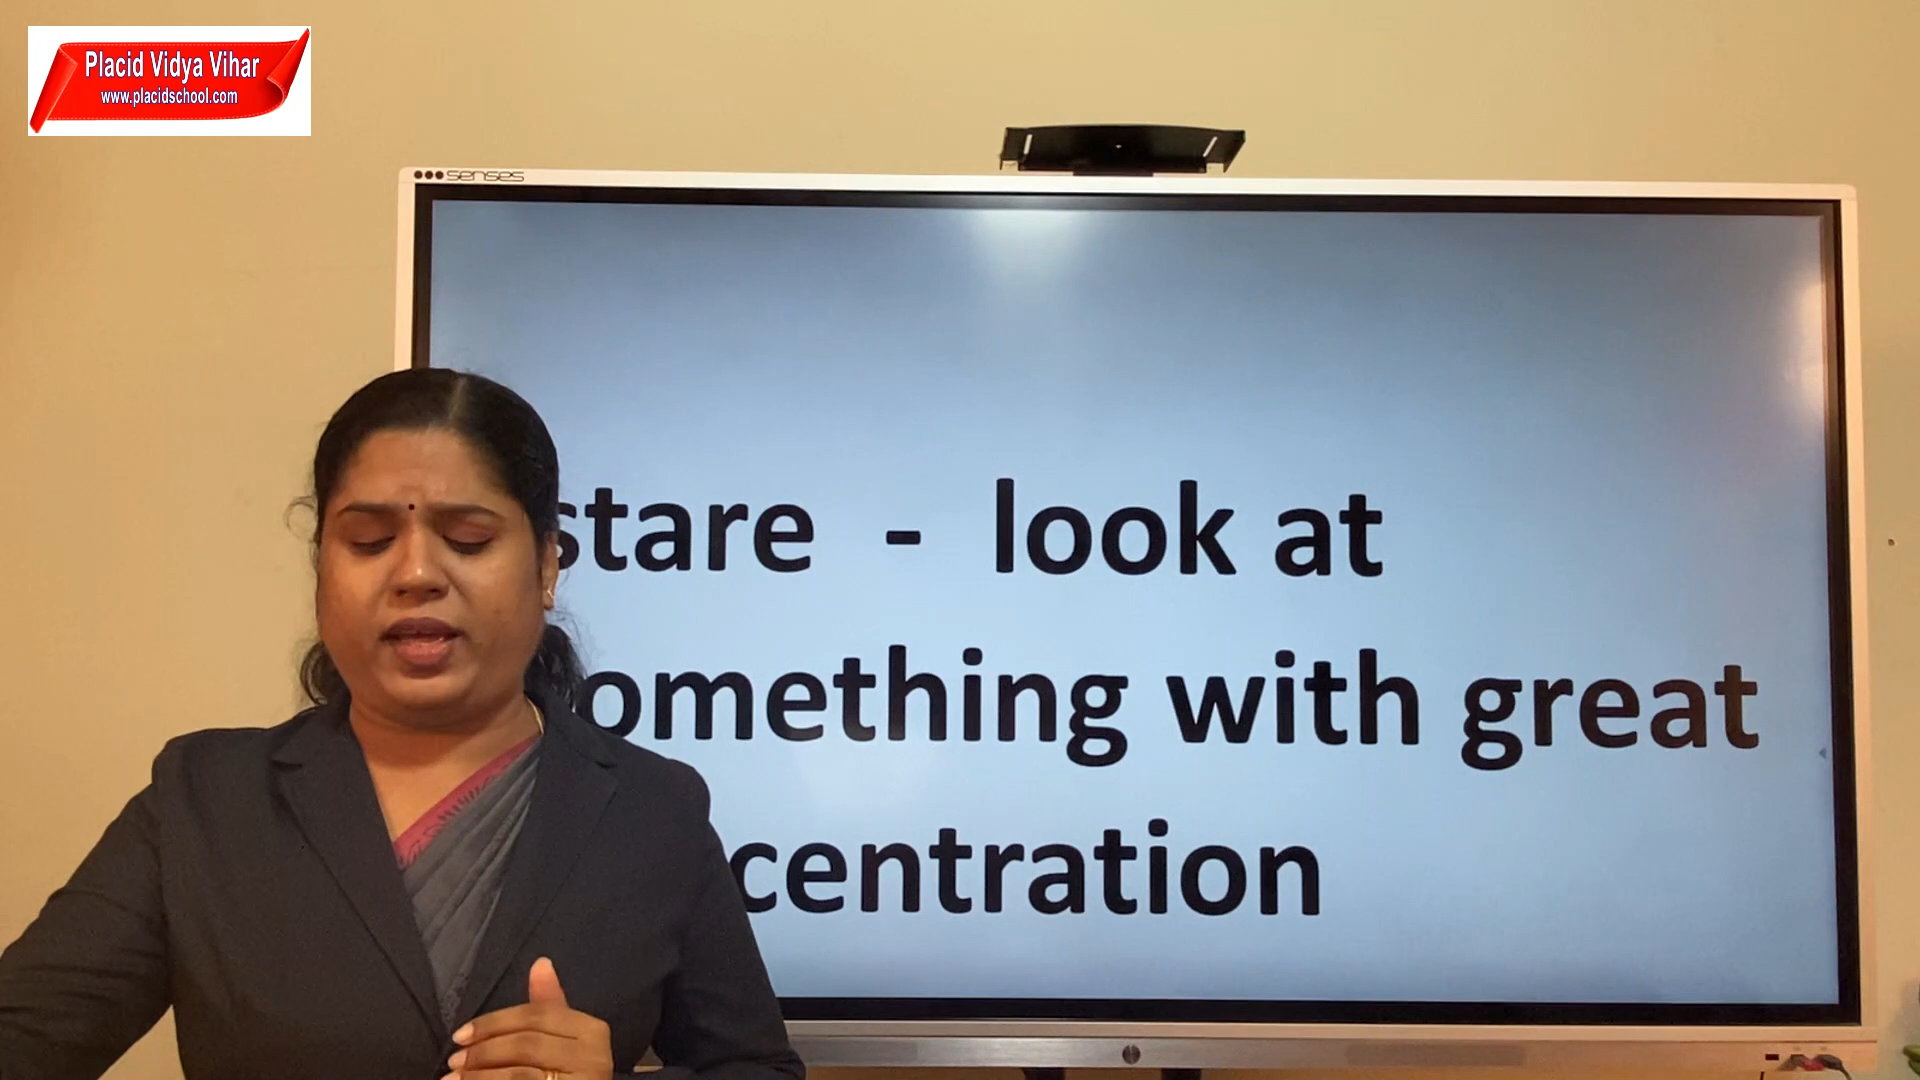 Placid Vidya Vihar
www.placidschool.com
senses
stare - look at
omething with great
centration